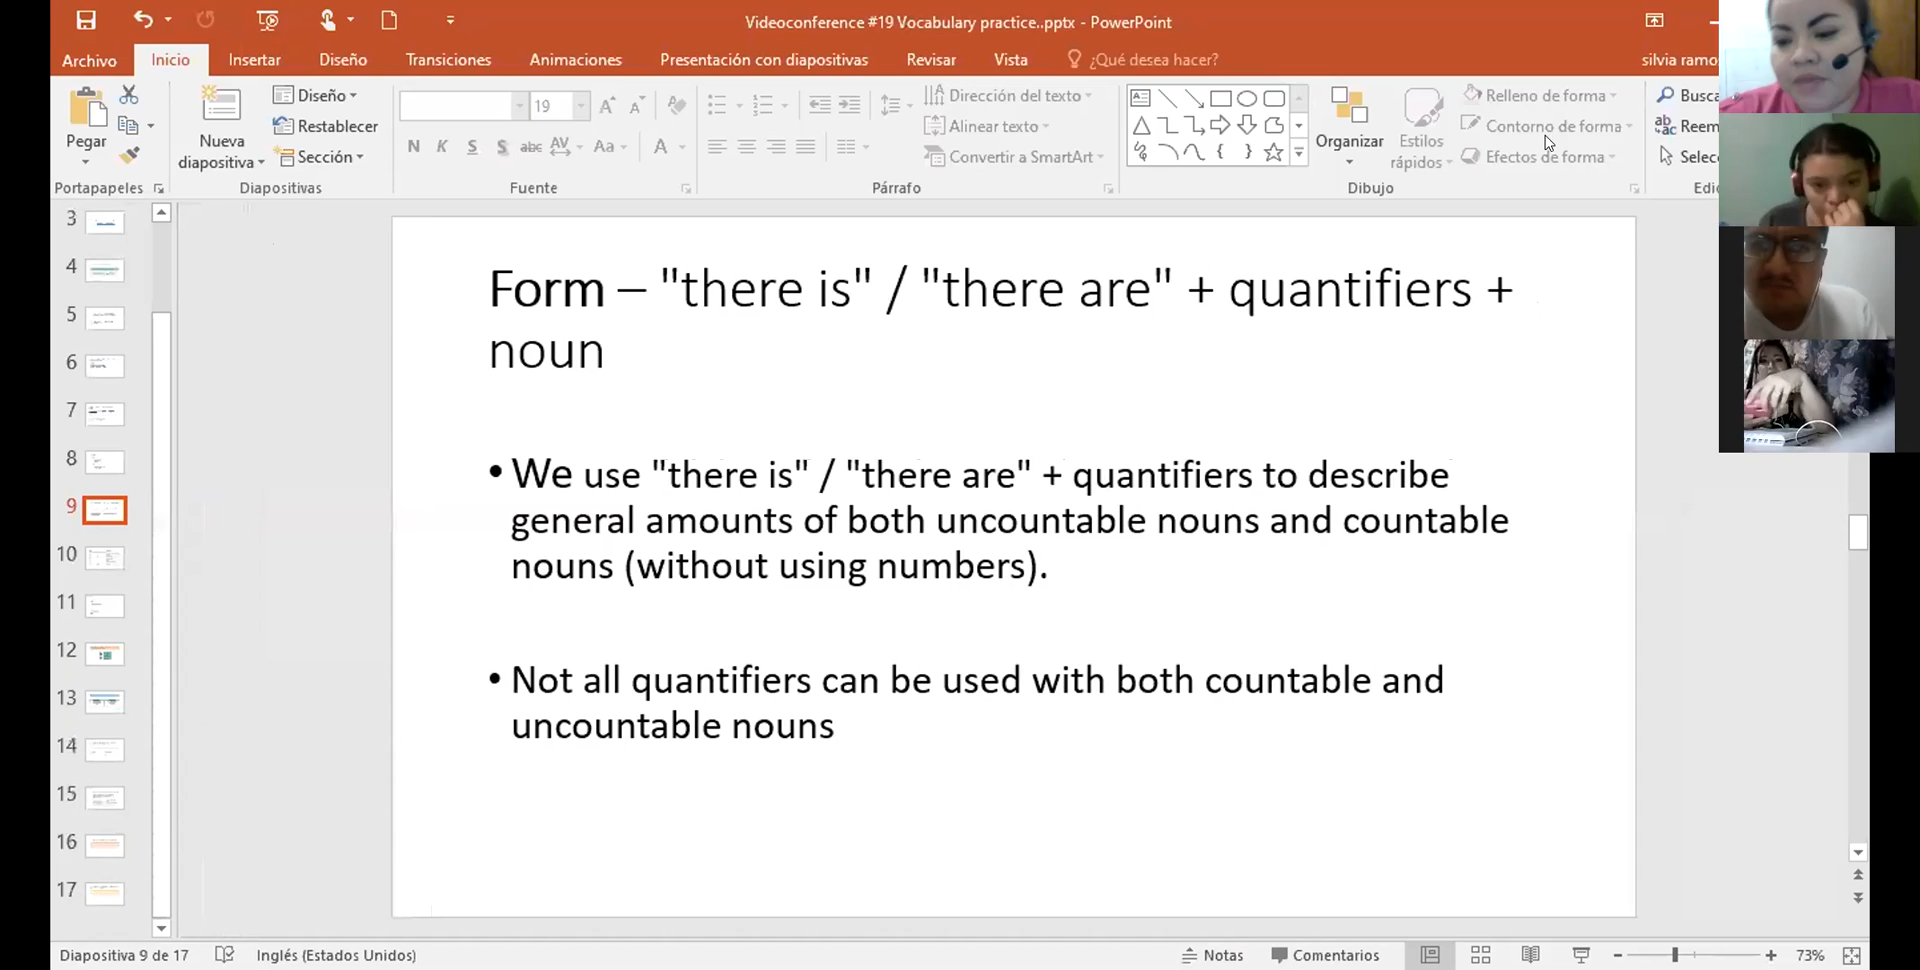 Videoconference #19 Vocabulary practice..pptx - PowerPoint
Archivo Inicio Insertar Diseño Transiciones Animaciones Presentación con diapositivas Revisar Vista ¿Qué desea hacer? silvia ramo
Pegar
Portapapeles
Nueva
diapositiva
Diseño
Restablecer
Sección
Diapositivas
19
N K S S abc AV Aa A
Fuente
Dirección del texto
Alinear texto
Convertir a SmartArt
Párrafo
Organizar
Estilos
rápidos
Relleno de forma
Contorno de forma
Efectos de forma
Dibujo
Busca
Reem
Selec
Edic
3
4
5
6
7
8
9
10
11
12
13
14
15
16
17
Form – "there is" / "there are" + quantifiers +
noun
• We use "there is" / "there are" + quantifiers to describe
general amounts of both uncountable nouns and countable
nouns (without using numbers).
• Not all quantifiers can be used with both countable and
uncountable nouns
Diapositiva 9 de 17 Inglés (Estados Unidos) Notas Comentarios 73%